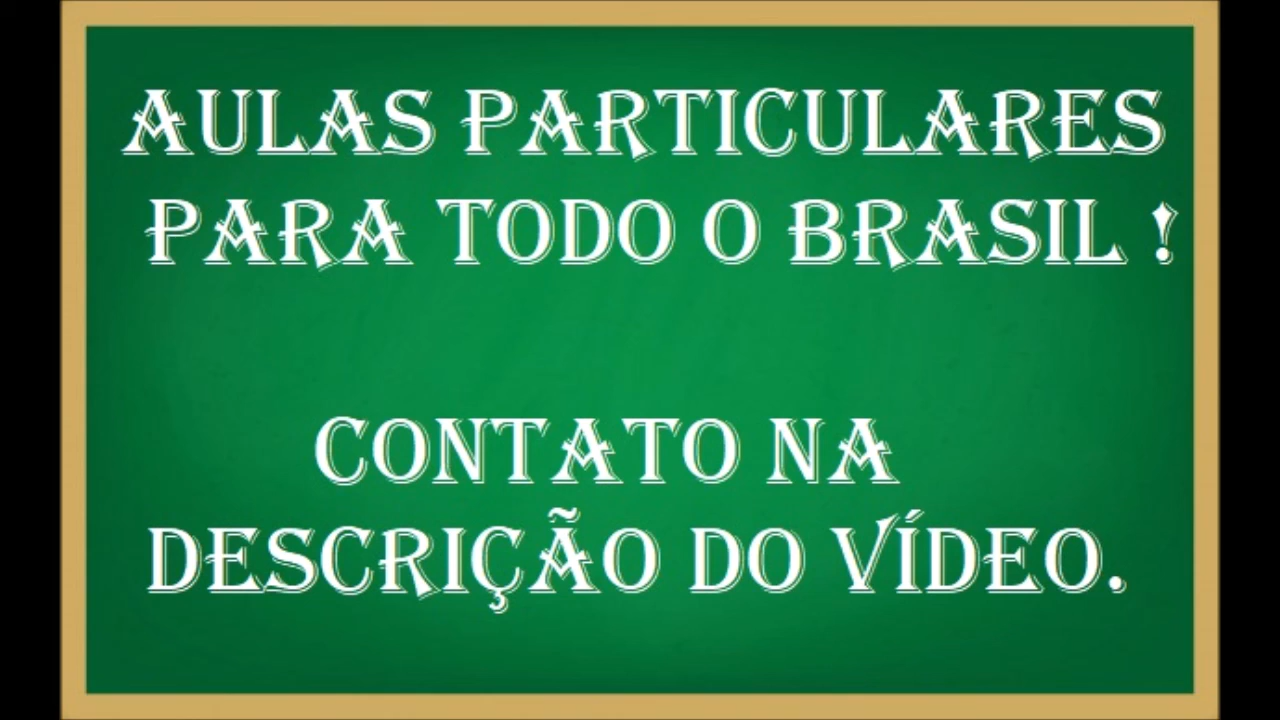 AULAS PARTICULARES
PARA TODO O BRASIL !
CONTATO NA
DESCRIÇÃO DO VÍDEO.